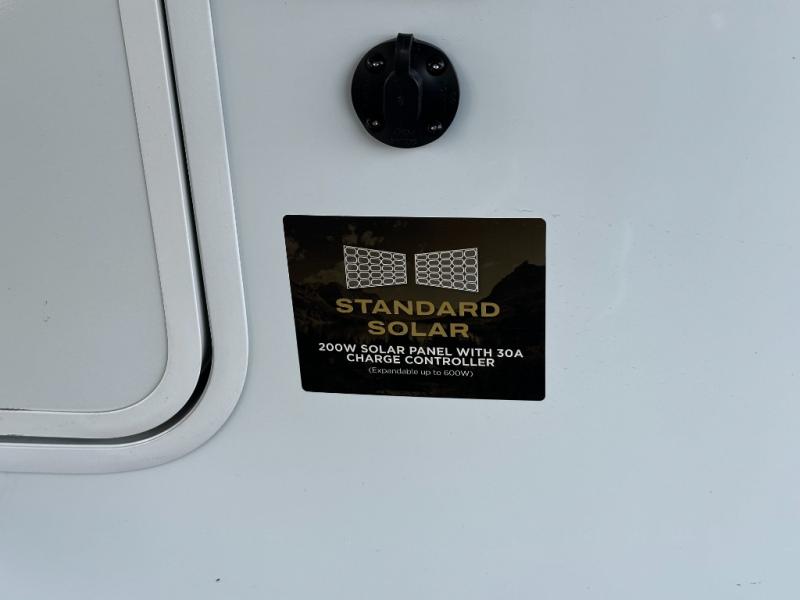 STANDARD
SOLAR
200W SOLAR PANEL WITH 30A
CHARGE CONTROLLER
(Expandable up to 600W)